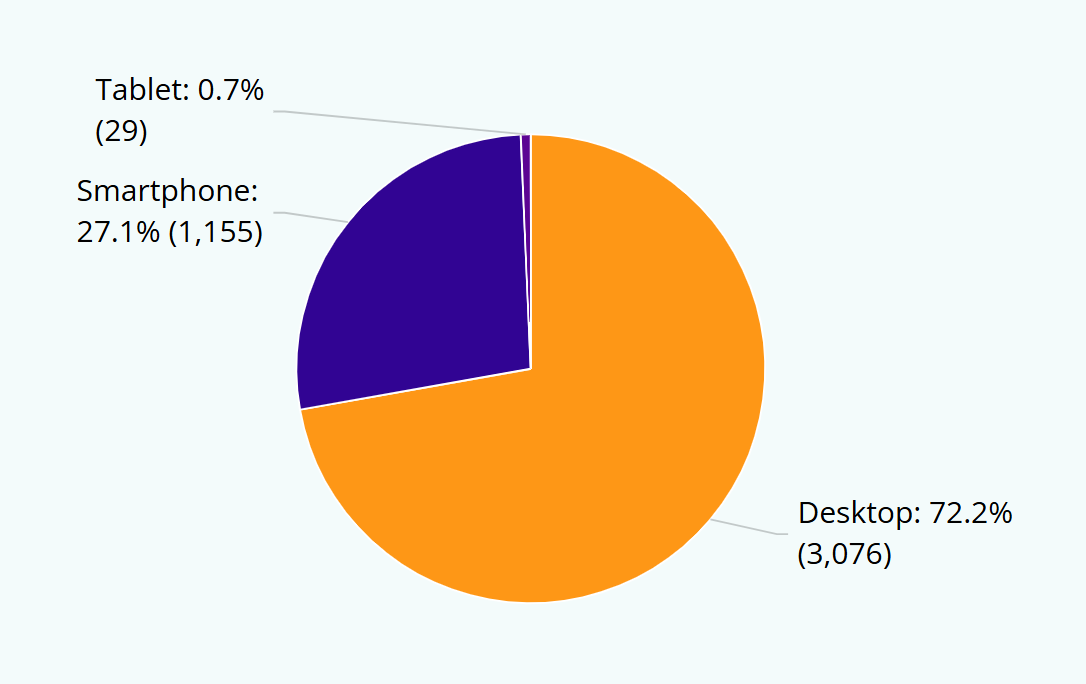 Tablet: 0.7%
(29)
Smartphone:
27.1% (1,155)
Desktop: 72.2%
(3,076)